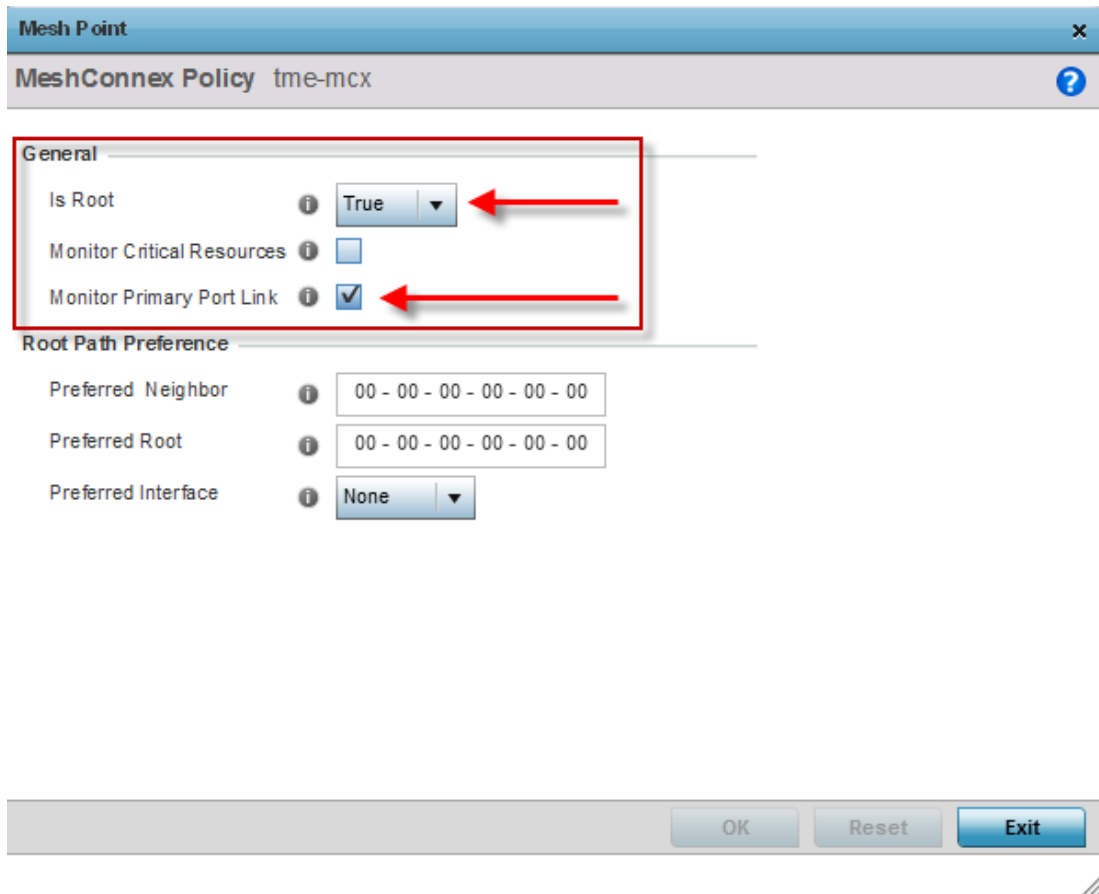 Mesh Point
MeshConnex Policy tme-mcx
General
Is Root True
Monitor Critical Resources
Monitor Primary Port Link
Root Path Preference
Preferred Neighbor 00 - 00 - 00 - 00 - 00 - 00
Preferred Root 00 - 00 - 00 - 00 - 00 - 00
Preferred Interface None
OK Reset Exit